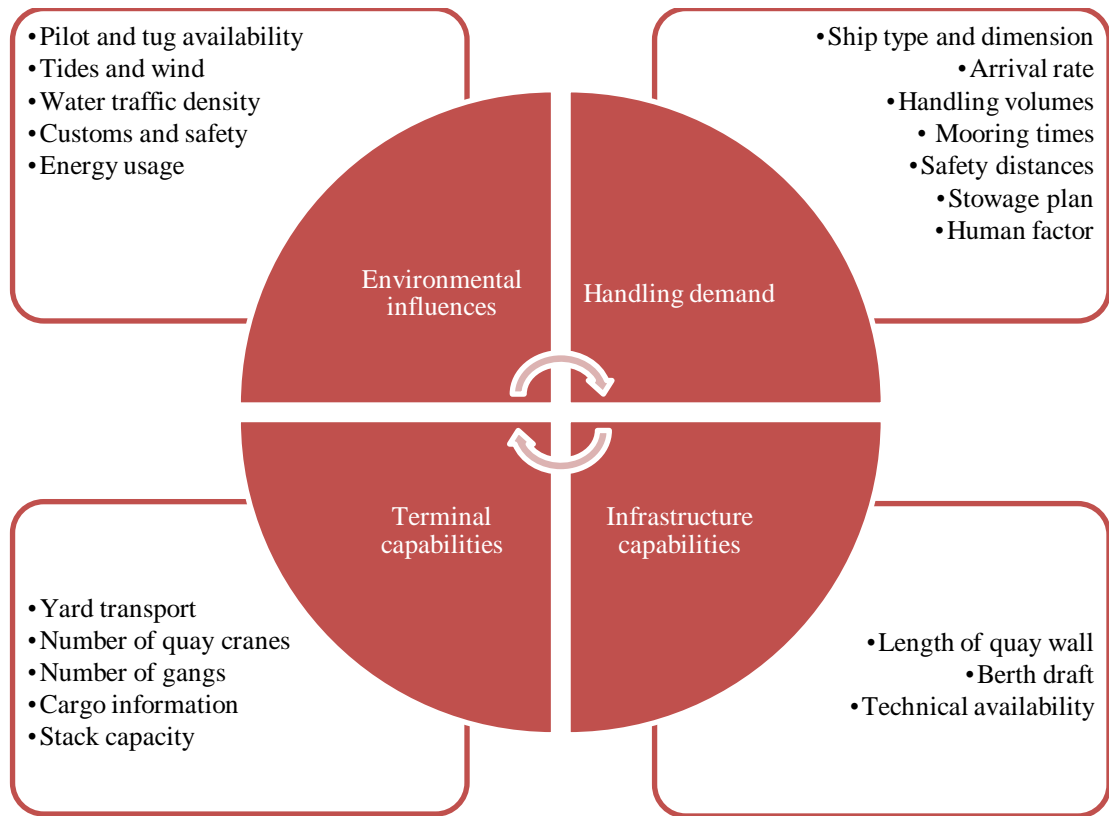 •Pilot and tug availability
•Tides and wind
•Water traffic density
•Customs and safety
•Energy usage
•Ship type and dimension
•Arrival rate
•Handling volumes
• Mooring times
•Safety distances
•Stowage plan
•Human factor
Environmental
influences
Handling demand
Terminal
capabilities
Infrastructure
capabilities
•Yard transport
•Number of quay cranes
•Number of gangs
•Cargo information
•Stack capacity
•Length of quay wall
•Berth draft
•Technical availability